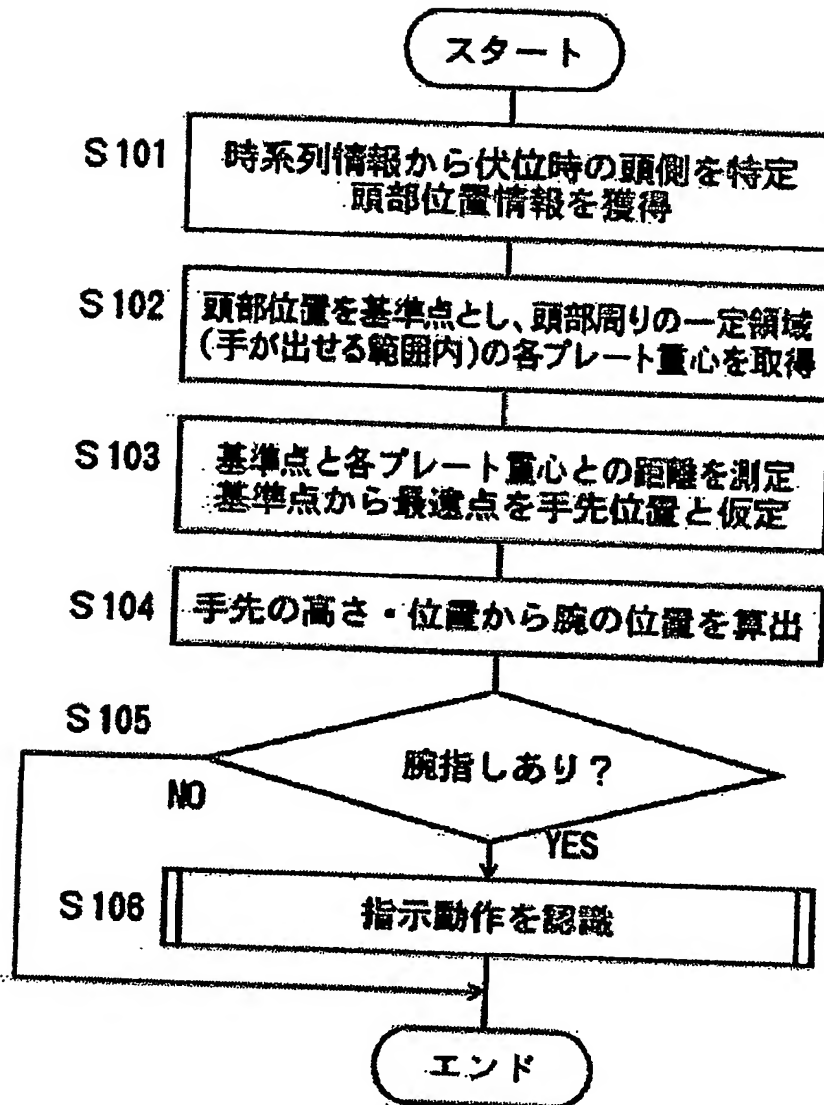 スタート
S101
時系列情報から伏位時の頭側を特定
頭部位置情報を獲得
S102
頭部位置を基準点とし、頭部周りの一定領域
(手が出せる範囲内)の各プレート重心を取得
S103
基準点と各プレート重心との距離を測定
基準点から最遠点を手先位置と仮定
S104
手先の高さ・位置から腕の位置を算出
S105
腕指しあり?
NO
YES
S106
指示動作を認識
エンド